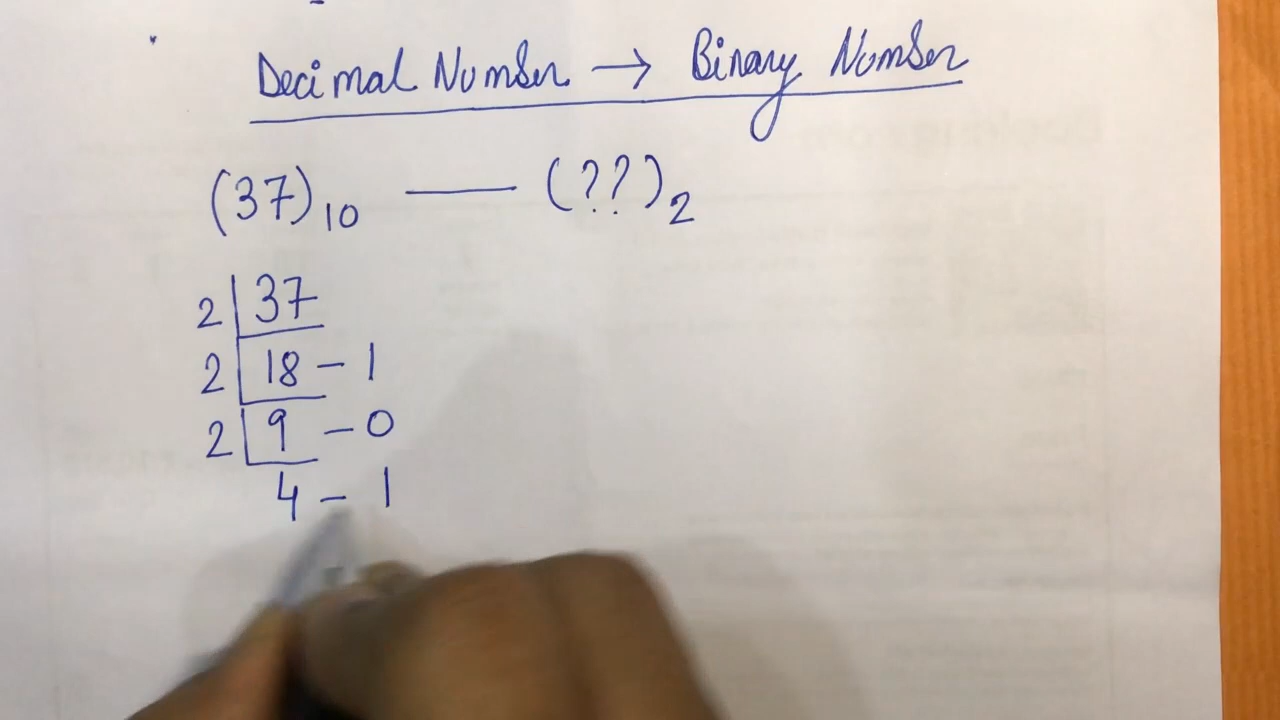 Decimal Number → Binary Number
(37)₁₀ —— (??)₂
2 | 37
2 | 18 - 1
2 | 9 - 0
4 - 1